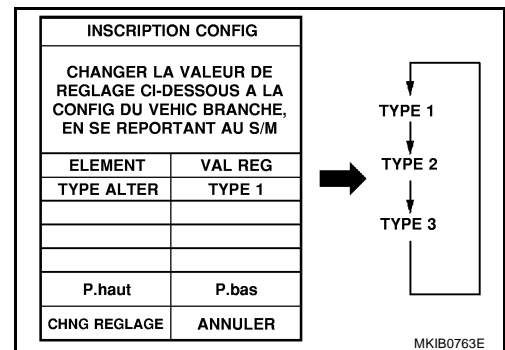 INSCRIPTION CONFIG
CHANGER LA VALEUR DE
REGLAGE CI-DESSOUS A LA
CONFIG DU VEHIC BRANCHE,
EN SE REPORTANT AU S/M
ELEMENT VAL REG
TYPE ALTER TYPE 1
P.haut P.bas
CHNG REGLAGE ANNULER
TYPE 1
TYPE 2
TYPE 3
MKIB0763E